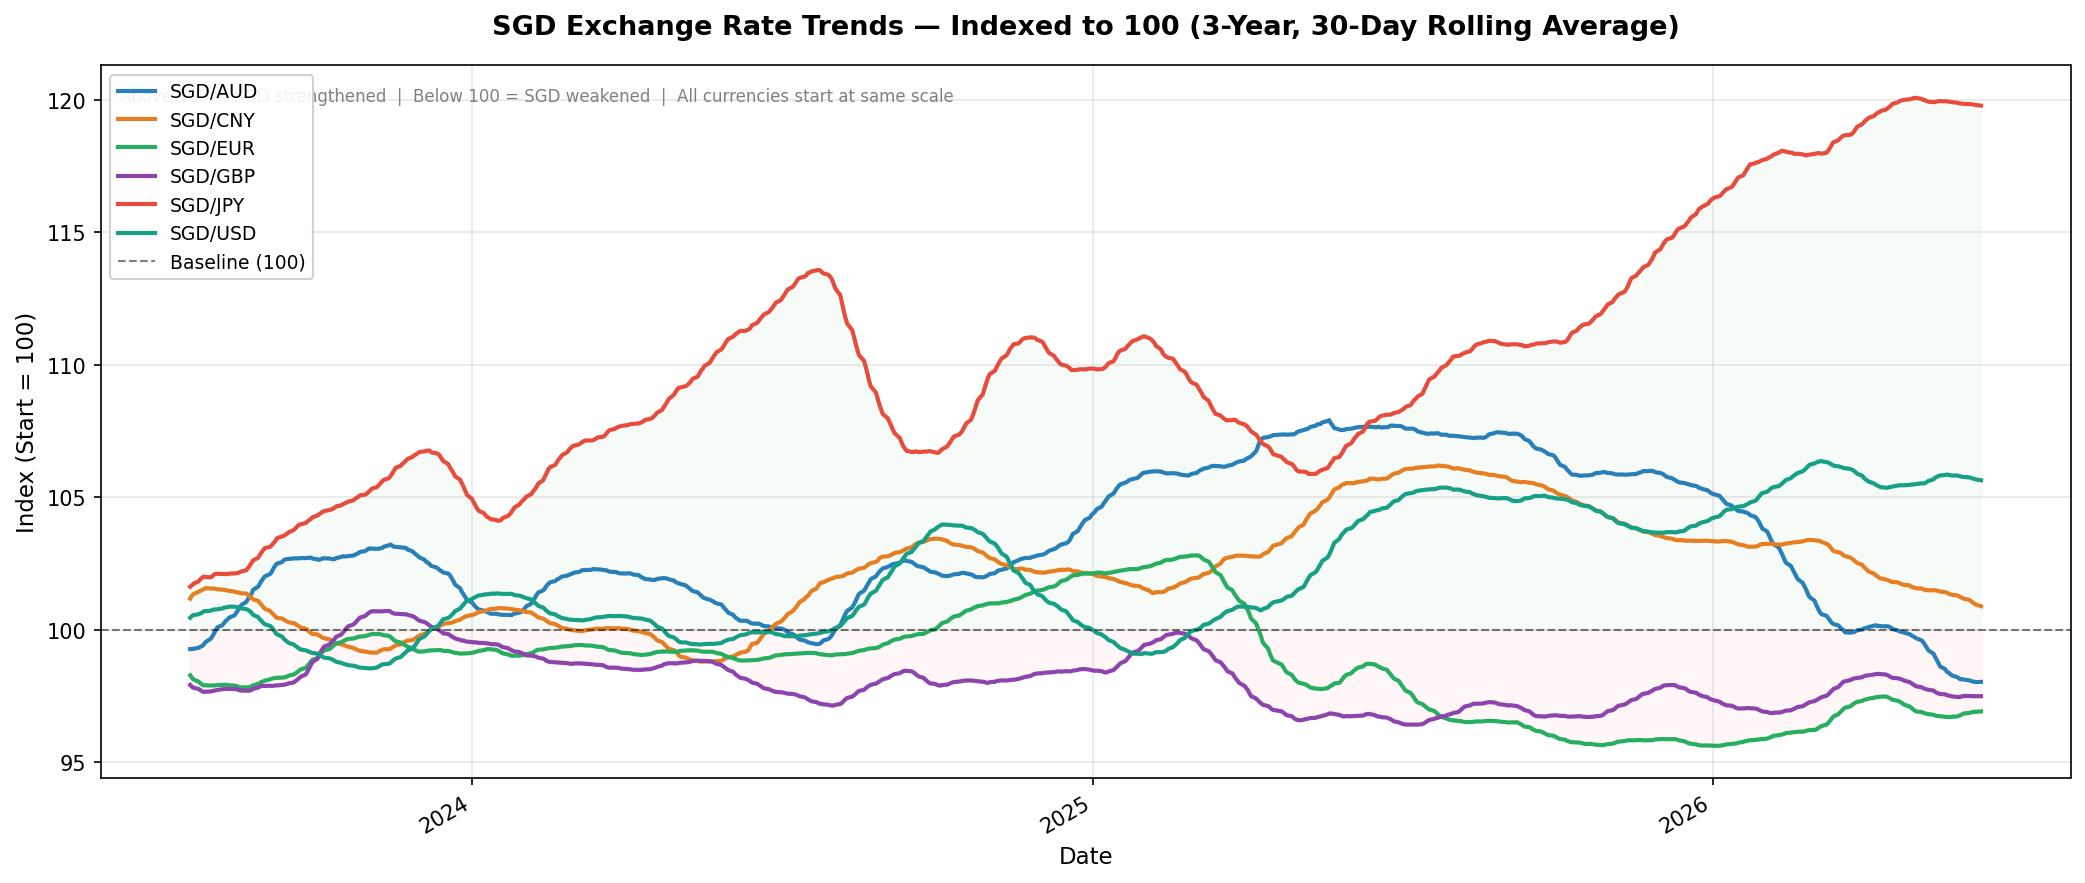 SGD Exchange Rate Trends — Indexed to 100 (3-Year, 30-Day Rolling Average)
strengthened | Below 100 = SGD weakened | All currencies start at same scale
SGD/AUD
SGD/CNY
SGD/EUR
SGD/GBP
SGD/JPY
SGD/USD
Baseline (100)
Index (Start = 100)
120
115
110
105
100
95
2024
2025
2026
Date